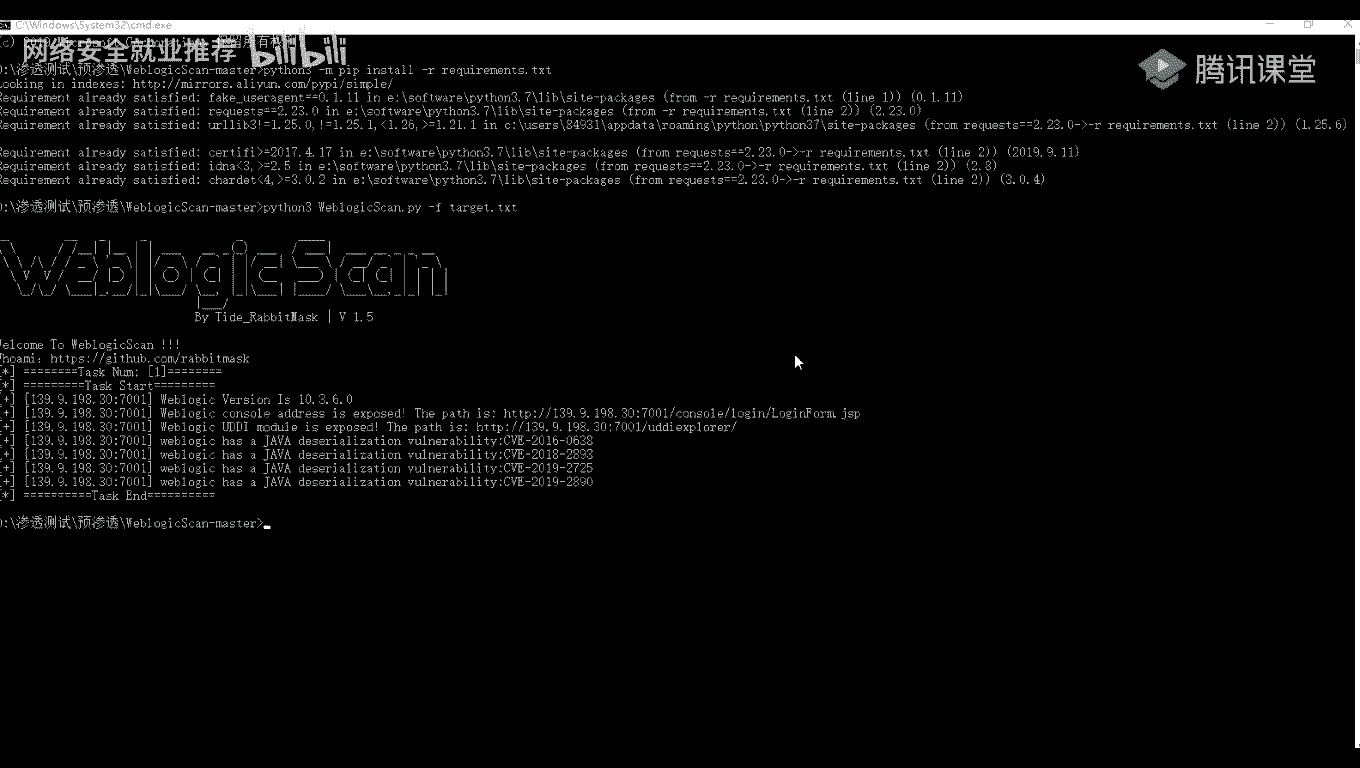 C:\Windows\System32\cmd.exe
网络安全就业推荐 bilibili
腾讯课堂
D:\渗透测试\预渗透\WeblogicScan-master>python3 -m pip install -r requirements.txt
Looking in indexes: http://mirrors.aliyun.com/pypi/simple/
Requirement already satisfied: fake_useragent==0.1.11 in e:\software\python3.7\lib\site-packages (from -r requirements.txt (line 1)) (0.1.11)
Requirement already satisfied: requests==2.23.0 in e:\software\python3.7\lib\site-packages (from -r requirements.txt (line 2)) (2.23.0)
Requirement already satisfied: urllib3!=1.25.0,!=1.25.1,<1.26,>=1.21.1 in c:\users\84931\appdata\roaming\python\python37\site-packages (from requests==2.23.0->-r requirements.txt (line 2)) (1.25.6)
Requirement already satisfied: certifi>=2017.4.17 in e:\software\python3.7\lib\site-packages (from requests==2.23.0->-r requirements.txt (line 2)) (2019.9.11)
Requirement already satisfied: idna<3,>=2.5 in e:\software\python3.7\lib\site-packages (from requests==2.23.0->-r requirements.txt (line 2)) (2.8)
Requirement already satisfied: chardet<4,>=3.0.2 in e:\software\python3.7\lib\site-packages (from requests==2.23.0->-r requirements.txt (line 2)) (3.0.4)
D:\渗透测试\预渗透\WeblogicScan-master>python3 WeblogicScan.py -f target.txt
Weblogic Scan
By Tide_RabbitMask | V 1.5
Welcome To WeblogicScan !!!
Whoami: https://github.com/rabbitmask
[*] ========Task Num: [1]========
[*] =========Task Start=========
[+] [139.9.198.30:7001] Weblogic Version Is 10.3.6.0
[+] [139.9.198.30:7001] Weblogic console address is exposed! The path is: http://139.9.198.30:7001/console/login/LoginForm.jsp
[+] [139.9.198.30:7001] Weblogic UDDI module is exposed! The path is: http://139.9.198.30:7001/uddiexplorer/
[+] [139.9.198.30:7001] weblogic has a JAVA deserialization vulnerability:CVE-2016-0638
[+] [139.9.198.30:7001] weblogic has a JAVA deserialization vulnerability:CVE-2018-2893
[+] [139.9.198.30:7001] weblogic has a JAVA deserialization vulnerability:CVE-2019-2725
[+] [139.9.198.30:7001] weblogic has a JAVA deserialization vulnerability:CVE-2019-2890
[*] ==========Task End==========
D:\渗透测试\预渗透\WeblogicScan-master>